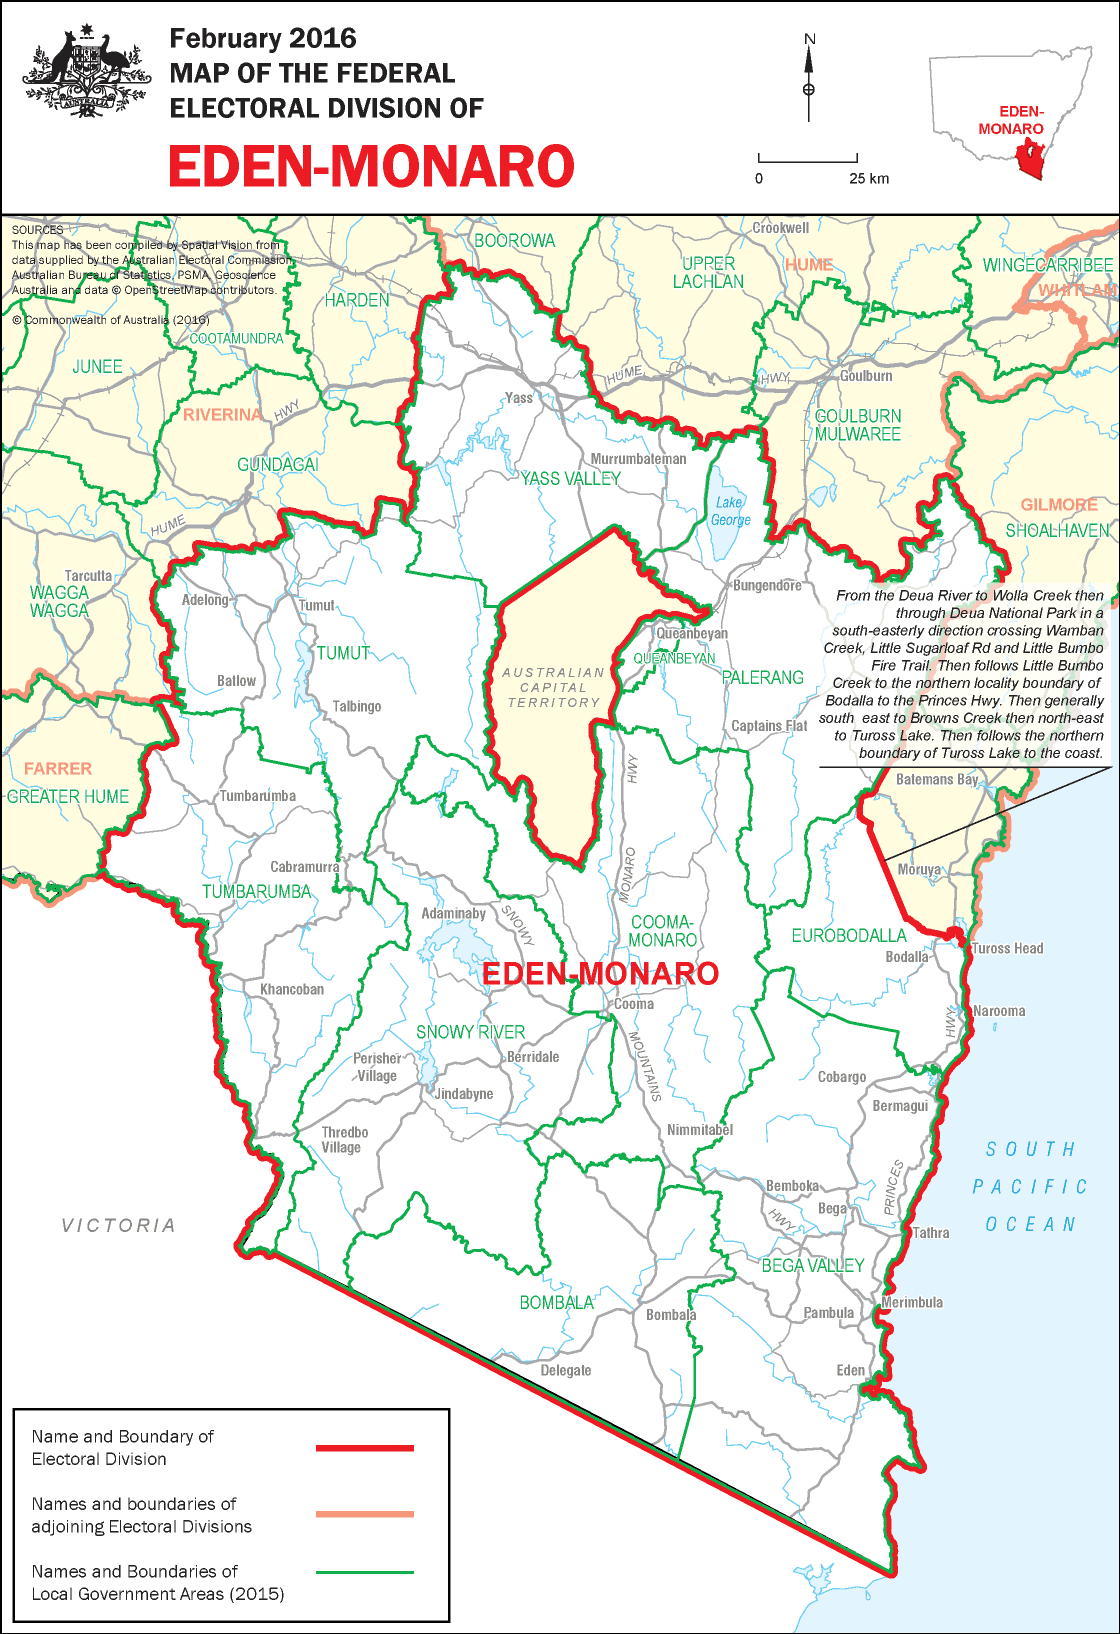 February 2016
MAP OF THE FEDERAL
ELECTORAL DIVISION OF
EDEN-MONARO
AUSTRALIA
N
0 25 km
EDEN-
MONARO
SOURCES
This map has been compiled by Spatial Vision from
data supplied by the Australian Electoral Commission,
Australian Bureau of Statistics, PSMA, Geoscience
Australia and data © OpenStreetMap contributors.
© Commonwealth of Australia (2016)
BOOROWA
Crookwell
UPPER
LACHLAN
HUME
WINGECARRIBEE
WHITLAM
HARDEN
COOTAMUNDRA
JUNEE
RIVERINA
HWY
GUNDAGAI
HUME
HUME
HWY
Goulburn
Yass
GOULBURN
MULWAREE
Murrumbateman
YASS VALLEY
Lake
George
GILMORE
SHOALHAVEN
Tarcutta
WAGGA
WAGGA
Adelong
Tumut
TUMUT
Batlow
Talbingo
Bungendore
Queanbeyan
QUEANBEYAN
PALERANG
Captains Flat
AUSTRALIAN
CAPITAL
TERRITORY
From the Deua River to Wolla Creek then
through Deua National Park in a
south-easterly direction crossing Wamban
Creek, Little Sugarloaf Rd and Little Bumbo
Fire Trail. Then follows Little Bumbo
Creek to the northern locality boundary of
Bodalla to the Princes Hwy. Then generally
south east to Browns Creek then north-east
to Tuross Lake. Then follows the northern
boundary of Tuross Lake to the coast.
FARRER
GREATER HUME
Tumbarumba
HWY
Batemans Bay
Cabramurra
TUMBARUMBA
MONARO
Moruya
Adaminaby
SNOWY
COOMA-
MONARO
EUROBODALLA
Tuross Head
Bodalla
EDEN-MONARO
Khancoban
Cooma
Narooma
HWY
SNOWY RIVER
Perisher
Village
Berridale
MOUNTAINS
Jindabyne
Cobargo
Bermagui
Thredbo
Village
Nimmitabel
SOUTH
PACIFIC
OCEAN
Bemboka
PRINCES
Bega
HWY
Tathra
VICTORIA
BEGA VALLEY
BOMBALA
Bombala
Pambula
Merimbula
Delegate
Eden
Name and Boundary of
Electoral Division
Names and boundaries of
adjoining Electoral Divisions
Names and Boundaries of
Local Government Areas (2015)